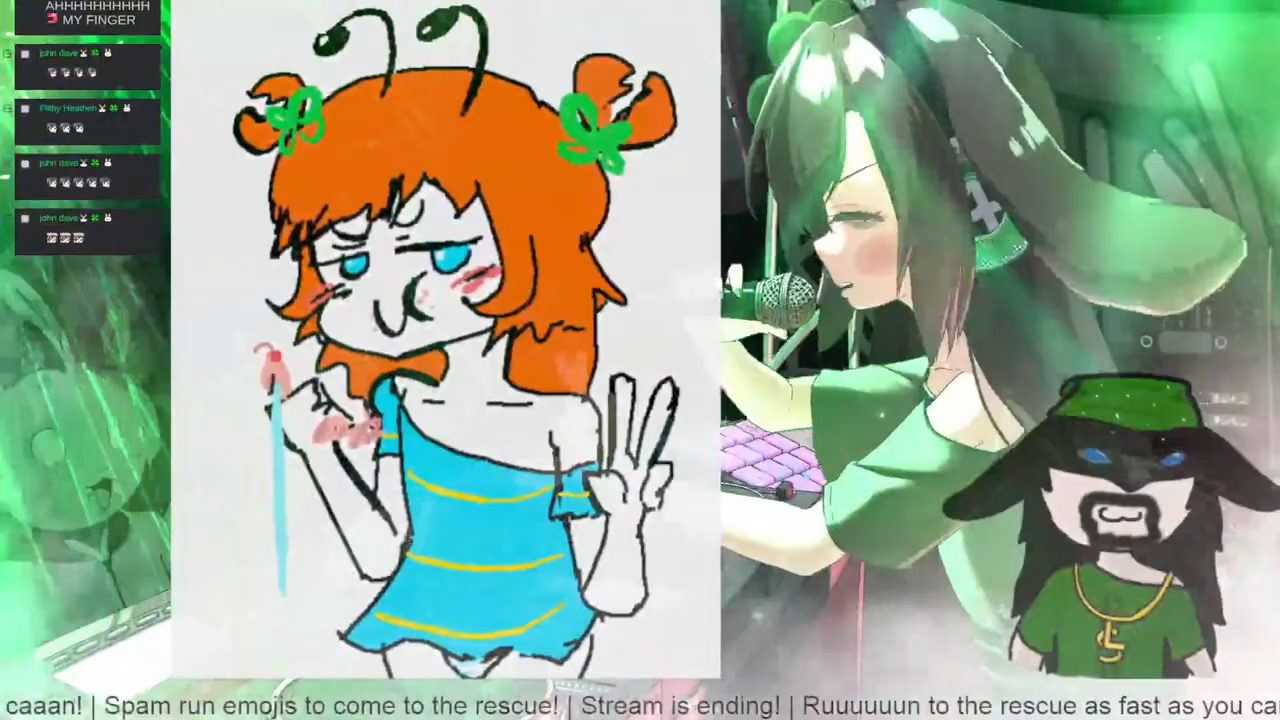 AHHHHHHHHHH
MY FINGER
john dave
Filthy Heathen
john dave
john dave
caaan! | Spam run emojis to come to the rescue! | Stream is ending! | Ruuuuuun to the rescue as fast as you ca